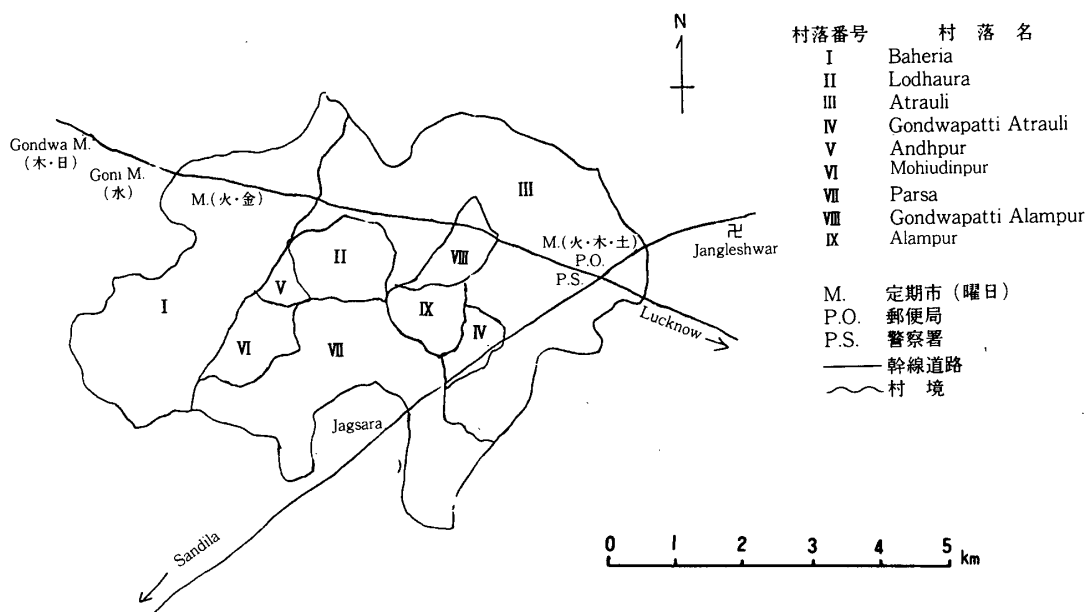 N
村落番号 村落名
I Baheria
II Lodhaura
III Atrauli
IV Gondwapatti Atrauli
V Andhpur
VI Mohiudinpur
VII Parsa
VIII Gondwapatti Alampur
IX Alampur
M. 定期市 (曜日)
P.O. 郵便局
P.S. 警察署
幹線道路
村境
Gondwa M.
(木・日)
Goni M.
(水)
M.(火・金)
III
M.(火・木・土)
P.O.
P.S.
卍
Jangleshwar
II
VIII
I
V
IX
IV
VI
VII
Lucknow
Jagsara
Sandila
0 1 2 3 4 5
km